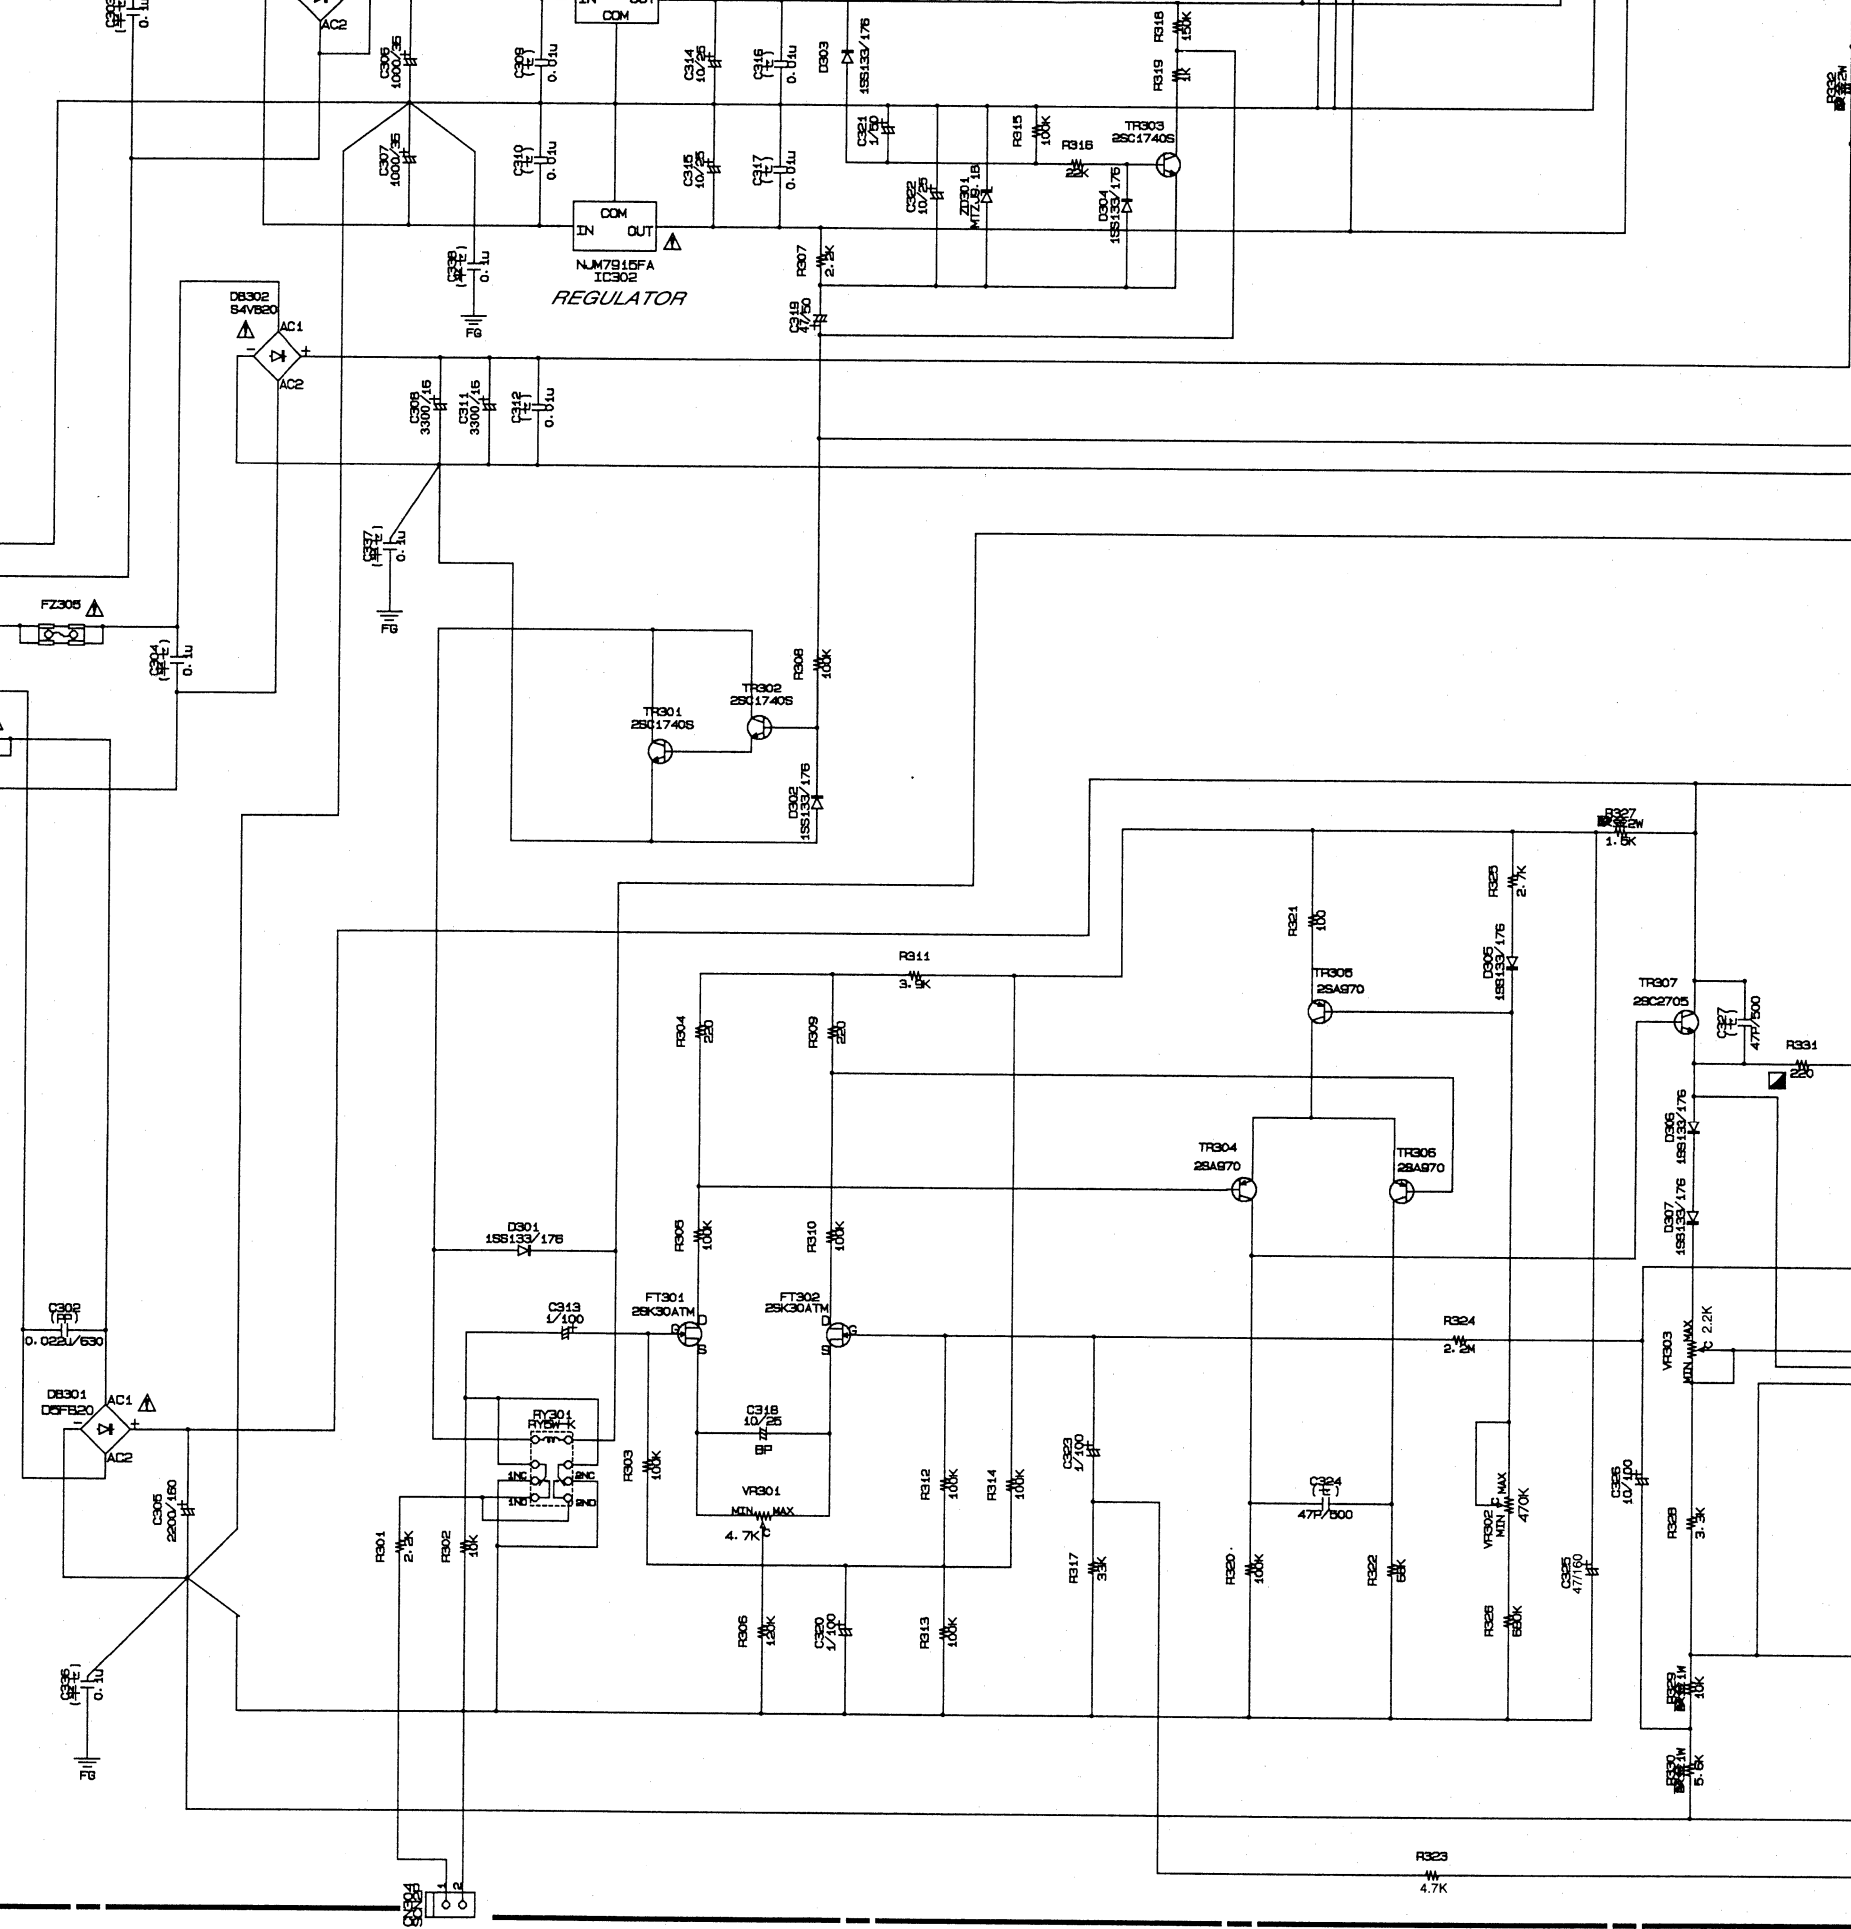 AC2
C306
1000/35
C309
0.01u
IN
OUT
COM
C314
10/25
C316
0.01u
D303
1SS133/176
R318
150K
R319
1K
C307
1000/35
C310
0.01u
C315
10/25
C317
0.01u
C321
1/50
C322
10/25
ZD301
MTZJ9.1B
R315
100K
R316
22K
D304
1SS133/176
TR303
2SC1740S
COM
IN
OUT
NJM7915FA
IC302
REGULATOR
C338
0.1u
FG
R307
2.2K
C319
47/50
DB302
S4VB20
AC1
-
+
AC2
C308
3300/16
C311
3300/16
C312
0.01u
C337
0.1u
FG
FZ305
C304
0.1u
R308
100K
TR302
2SC1740S
TR301
2SC1740S
D302
1SS133/176
R327
1.5K
R325
2.7K
R321
100
D305
1SS133/176
TR305
2SA970
R311
3.9K
R304
220
R309
220
TR307
2SC2705
C327
47P/500
R331
220
D306
1SS133/176
D307
1SS133/176
TR304
2SA970
TR306
2SA970
R305
100K
R310
100K
D301
1SS133/176
C313
1/100
FT301
2SK30ATM
G
D
S
FT302
2SK30ATM
D
G
S
R324
2.2M
VR303
MIN
MAX
C 2.2K
C302
(PP)
0.022u/630
DB301
D5FB20
AC1
-
+
AC2
RY301
1NC
2NC
1NO
2NO
C318
10/25
BP
VR301
MIN
MAX
4.7K
C
R303
100K
R312
100K
R314
100K
C323
1/100
C324
47P/500
VR302
MIN C MAX
470K
C326
10/100
R328
3.3K
C305
2200/160
R301
2.2K
R302
10K
R306
120K
C320
1/100
R313
100K
R317
33K
R320
100K
R322
68K
R326
680K
C325
47/160
C336
0.1u
FG
R329
10K
R330
5.6K
R323
4.7K
CN304
1
2